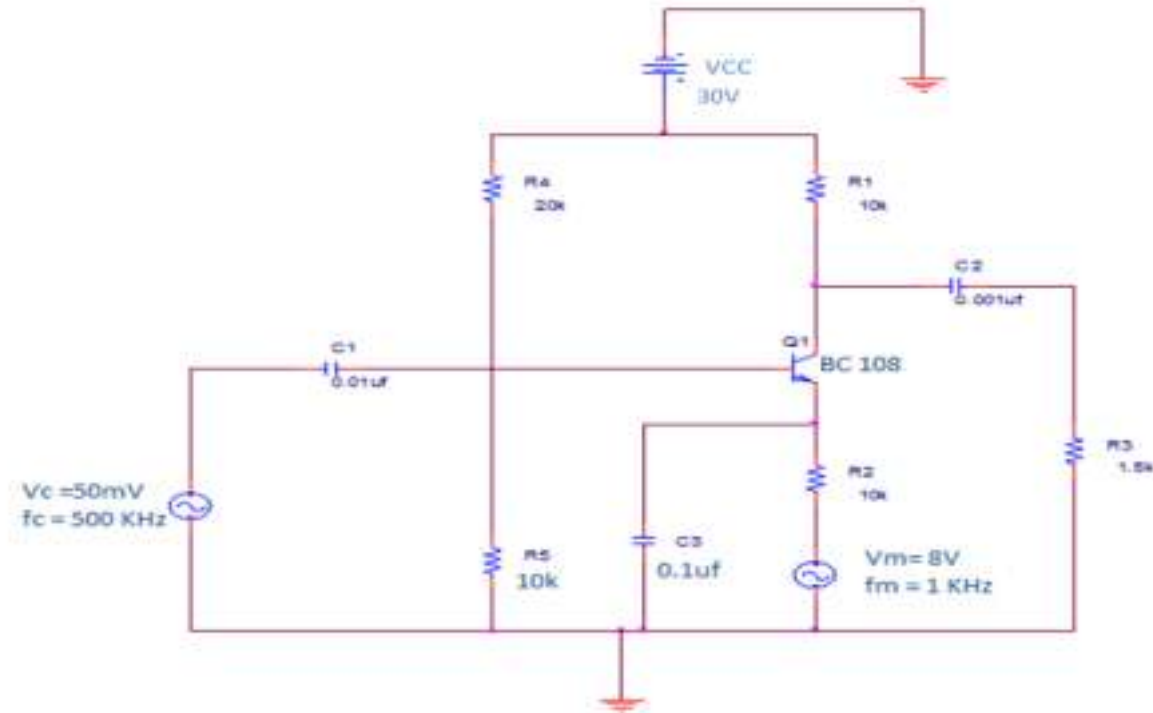 VCC
30V
R4
20k
R1
10k
C2
0.001uf
C1
0.01uf
Q1
BC 108
R3
1.5k
R2
10k
Vc =50mV
fc = 500 KHz
R5
10k
C3
0.1uf
Vm= 8V
fm = 1 KHz